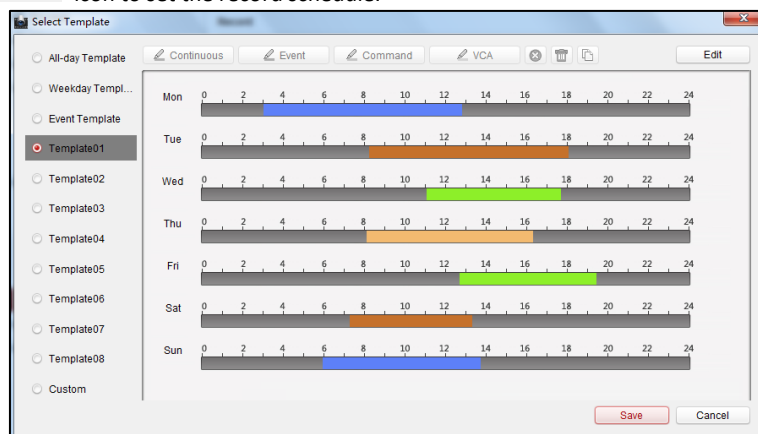 icon to set the record schedule.
Select Template
All-day Template
Continuous Event Command VCA Edit
Weekday Templ...
Event Template
Template01
Template02
Template03
Template04
Template05
Template06
Template07
Template08
Custom
Mon 0 2 4 6 8 10 12 14 16 18 20 22 24
Tue 0 2 4 6 8 10 12 14 16 18 20 22 24
Wed 0 2 4 6 8 10 12 14 16 18 20 22 24
Thu 0 2 4 6 8 10 12 14 16 18 20 22 24
Fri 0 2 4 6 8 10 12 14 16 18 20 22 24
Sat 0 2 4 6 8 10 12 14 16 18 20 22 24
Sun 0 2 4 6 8 10 12 14 16 18 20 22 24
Save Cancel